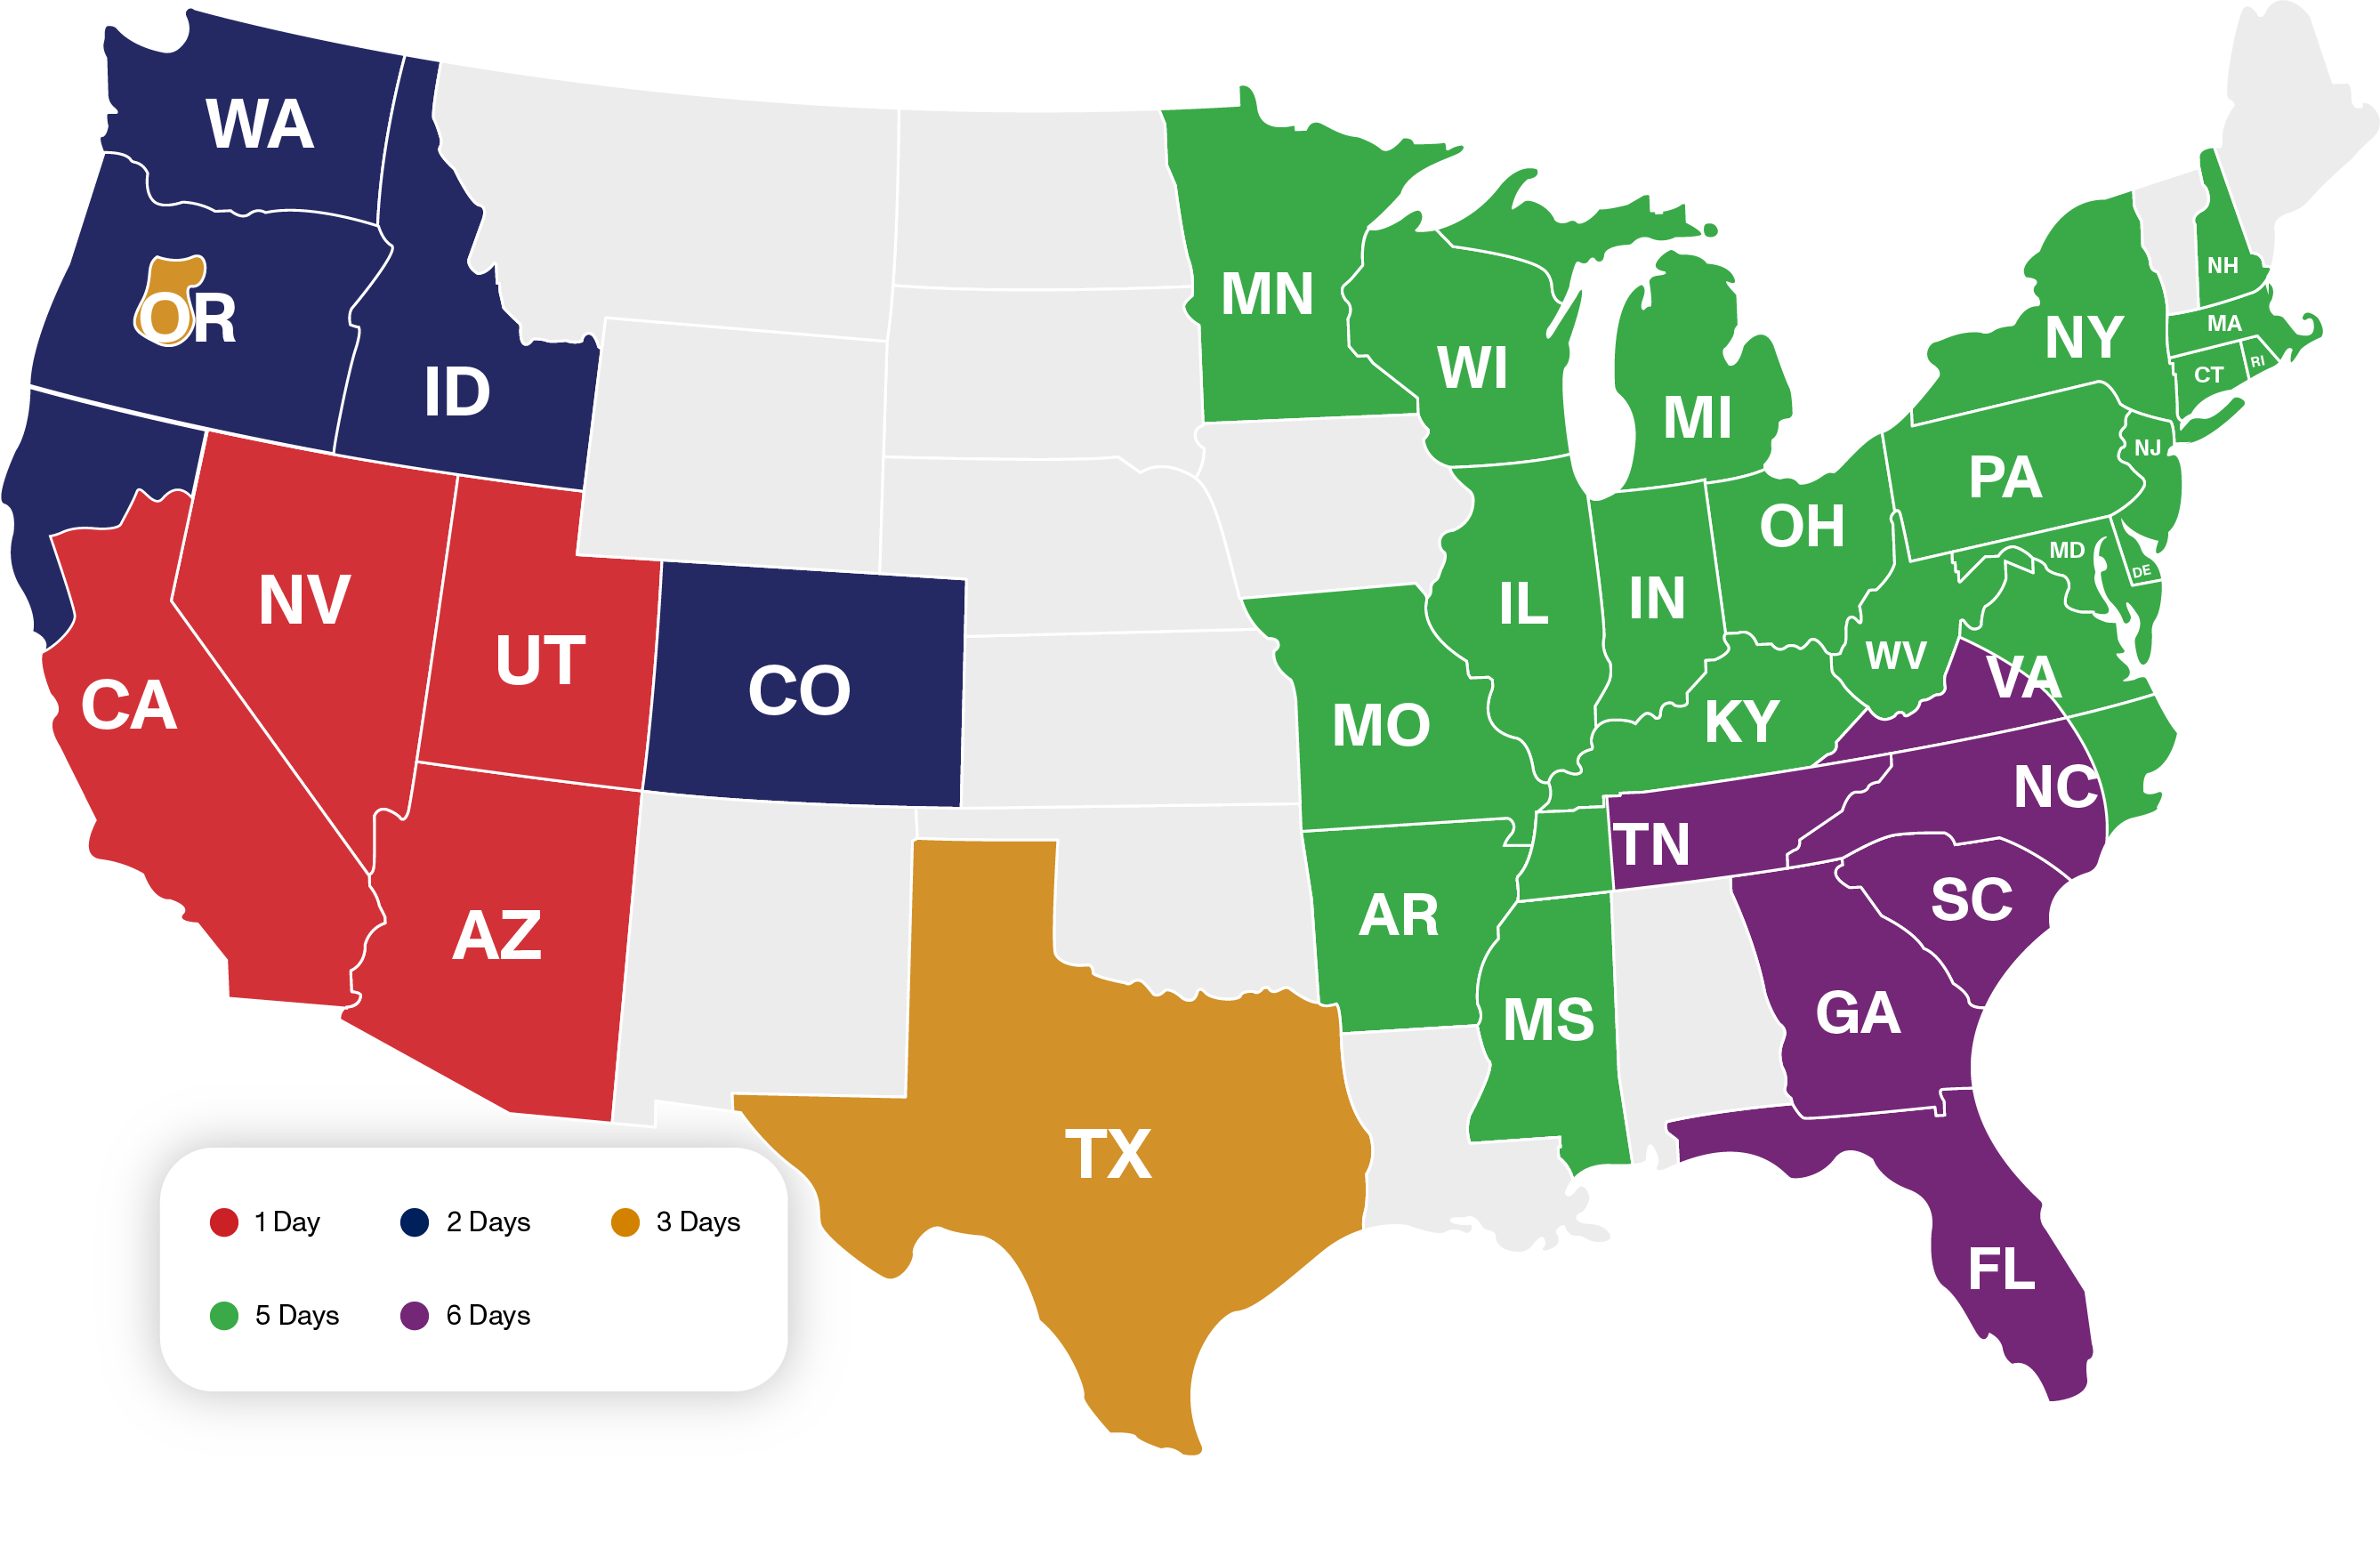 WA
OR
ID
MN
WI
MI
NY
NH
MA
CT
RI
PA
NJ
OH
MD
DE
NV
UT
CO
CA
IL
IN
WV
VA
MO
KY
NC
TN
AZ
AR
SC
MS
GA
TX
FL
1 Day
2 Days
3 Days
5 Days
6 Days